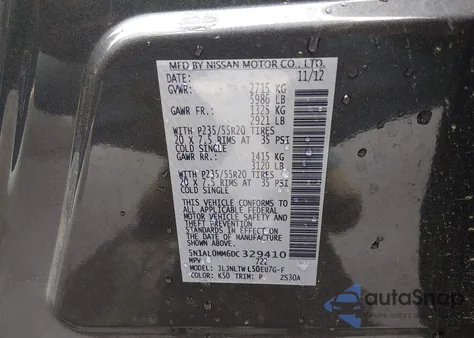 MFD BY NISSAN MOTOR CO., LTD.
DATE: 11/12
GVWR: 2715 KG
5986 LB
GAWR FR.: 1325 KG
2921 LB
WITH P235/55R20 TIRES
20 X 7.5 RIMS AT 35 PSI
COLD SINGLE
GAWR RR.: 1415 KG
3120 LB
WITH P235/55R20 TIRES
20 X 7.5 RIMS AT 35 PSI
COLD SINGLE
THIS VEHICLE CONFORMS TO ALL
APPLICABLE U.S. FEDERAL
MOTOR VEHICLE SAFETY AND
THEFT PREVENTION STANDARDS
IN EFFECT ON THE DATE OF
MANUFACTURE SHOWN ABOVE.
5N1AL0MM6DC329410
MPV 722
MODEL: JL3NLTWL50EU7G-F
COLOR: K50 TRIM: P ZS30A
autoSnap